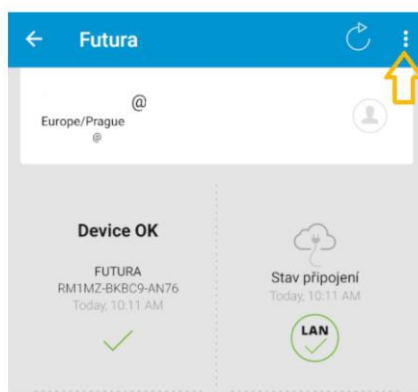 Futura
@
Europe/Prague
@
Device OK
FUTURA
RM1MZ-BKBC9-AN76
Today, 10:11 AM
Stav připojení
Today, 10:11 AM
LAN